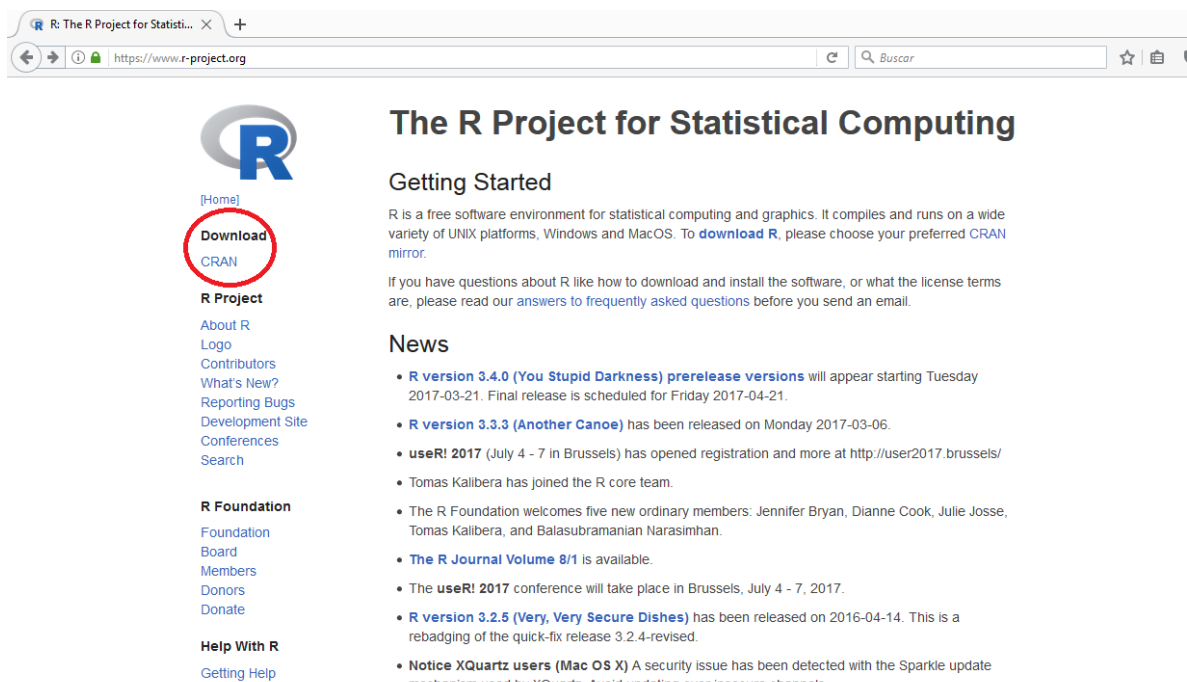 R: The R Project for Statisti...
https://www.r-project.org
Buscar
R
[Home]
Download
CRAN
R Project
About R
Logo
Contributors
What's New?
Reporting Bugs
Development Site
Conferences
Search
R Foundation
Foundation
Board
Members
Donors
Donate
Help With R
Getting Help
The R Project for Statistical Computing
Getting Started
R is a free software environment for statistical computing and graphics. It compiles and runs on a wide
variety of UNIX platforms, Windows and MacOS. To download R, please choose your preferred CRAN
mirror.
If you have questions about R like how to download and install the software, or what the license terms
are, please read our answers to frequently asked questions before you send an email.
News
• R version 3.4.0 (You Stupid Darkness) prerelease versions will appear starting Tuesday
2017-03-21. Final release is scheduled for Friday 2017-04-21.
• R version 3.3.3 (Another Canoe) has been released on Monday 2017-03-06.
• useR! 2017 (July 4 - 7 in Brussels) has opened registration and more at http://user2017.brussels/
• Tomas Kalibera has joined the R core team.
• The R Foundation welcomes five new ordinary members: Jennifer Bryan, Dianne Cook, Julie Josse,
Tomas Kalibera, and Balasubramanian Narasimhan.
• The R Journal Volume 8/1 is available.
• The useR! 2017 conference will take place in Brussels, July 4 - 7, 2017.
• R version 3.2.5 (Very, Very Secure Dishes) has been released on 2016-04-14. This is a
rebadging of the quick-fix release 3.2.4-revised.
• Notice XQuartz users (Mac OS X) A security issue has been detected with the Sparkle update